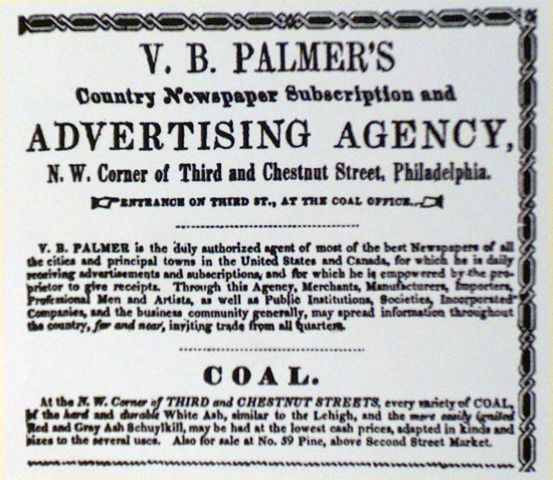 V. B. PALMER'S
Country Newspaper Subscription and
ADVERTISING AGENCY,
N. W. Corner of Third and Chestnut Street, Philadelphia.
ENTRANCE ON THIRD ST., AT THE COAL OFFICE.
V. B. PALMER is the duly authorized agent of most of the best Newspapers of all
the cities and principal towns in the United States and Canada, for which he is daily
receiving advertisements and subscriptions, and for which he is empowered by the pro-
prietor to give receipts. Through this Agency, Merchants, Manufacturers, Importers,
Professional Men and Artists, as well as Public Institutions, Societies, Incorporated
Companies, and the business community generally, may spread information throughout
the country, far and near, inviting trade from all quarters.
COAL.
At the N. W. Corner of THIRD and CHESTNUT STREETS, every variety of COAL,
of the hard and durable White Ash, similar to the Lehigh, and the more easily ignited
Red and Gray Ash Schuylkill, may be had at the lowest cash prices, adapted in kinds and
sizes to the several uses. Also for sale at No. 59 Pine, above Second Street Market.